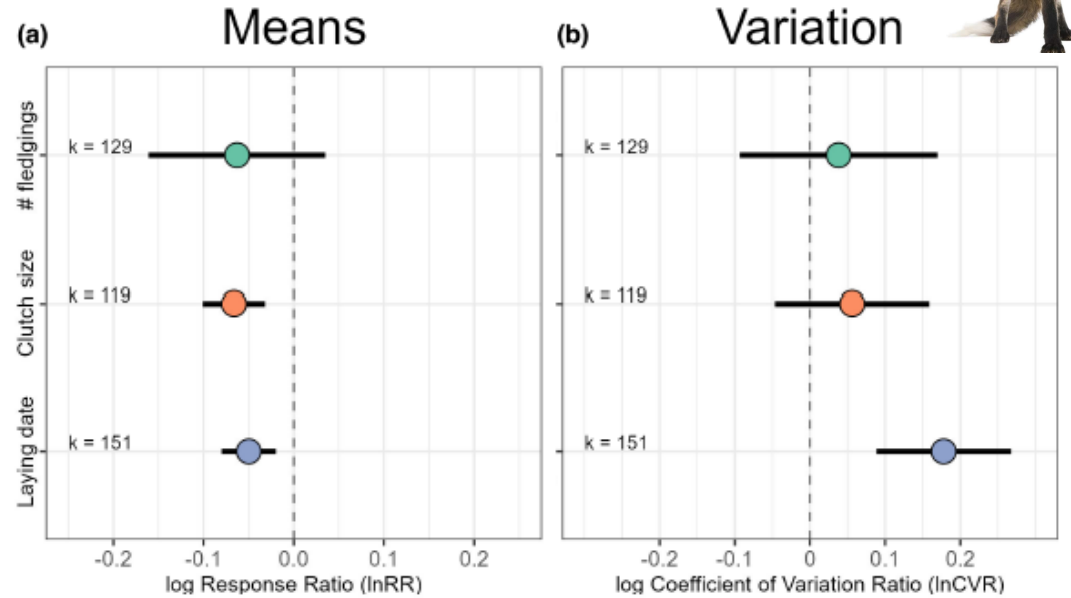 (a) Means
# fledlgings
Clutch size
Laying date
k = 129
k = 119
k = 151
-0.2 -0.1 0.0 0.1 0.2
log Response Ratio (lnRR)
(b) Variation
k = 129
k = 119
k = 151
-0.2 -0.1 0 0.1 0.2
log Coefficient of Variation Ratio (lnCVR)